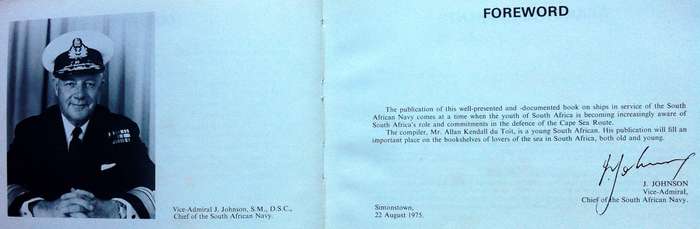 Vice-Admiral J. Johnson, S.M., D.S.C.,
Chief of the South African Navy.
FOREWORD
The publication of this well-presented and -documented book on ships in service of the South
African Navy comes at a time when the youth of South Africa is becoming increasingly aware of
South Africa's role and commitments in the defence of the Cape Sea Route.
The compiler, Mr. Allan Kendall du Toit, is a young South African. His publication will fill an
important place on the bookshelves of lovers of the sea in South Africa, both old and young.
J. JOHNSON
Vice-Admiral,
Chief of the South African Navy.
Simonstown,
22 August 1975.